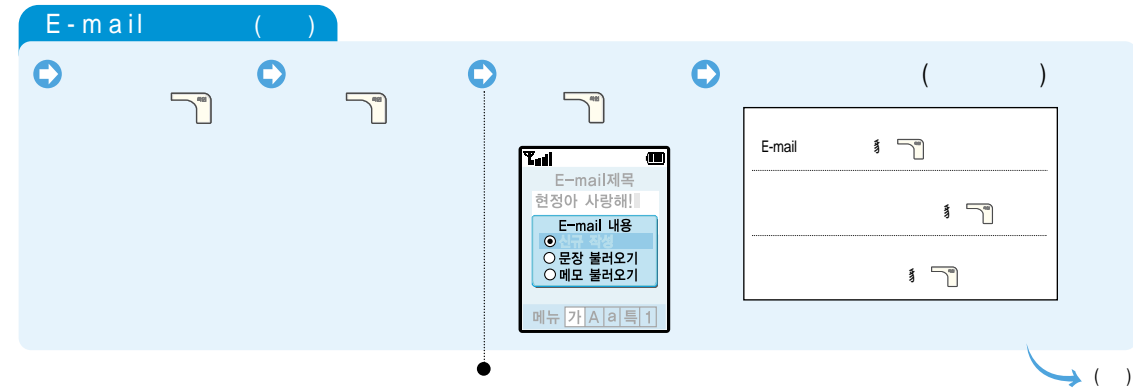 E-mail ( )
( )
E-mail제목
현정아 사랑해!
E-mail 내용
신규 작성
문장 불러오기
메모 불러오기
메뉴 가 A a 특 1
E-mail
( )